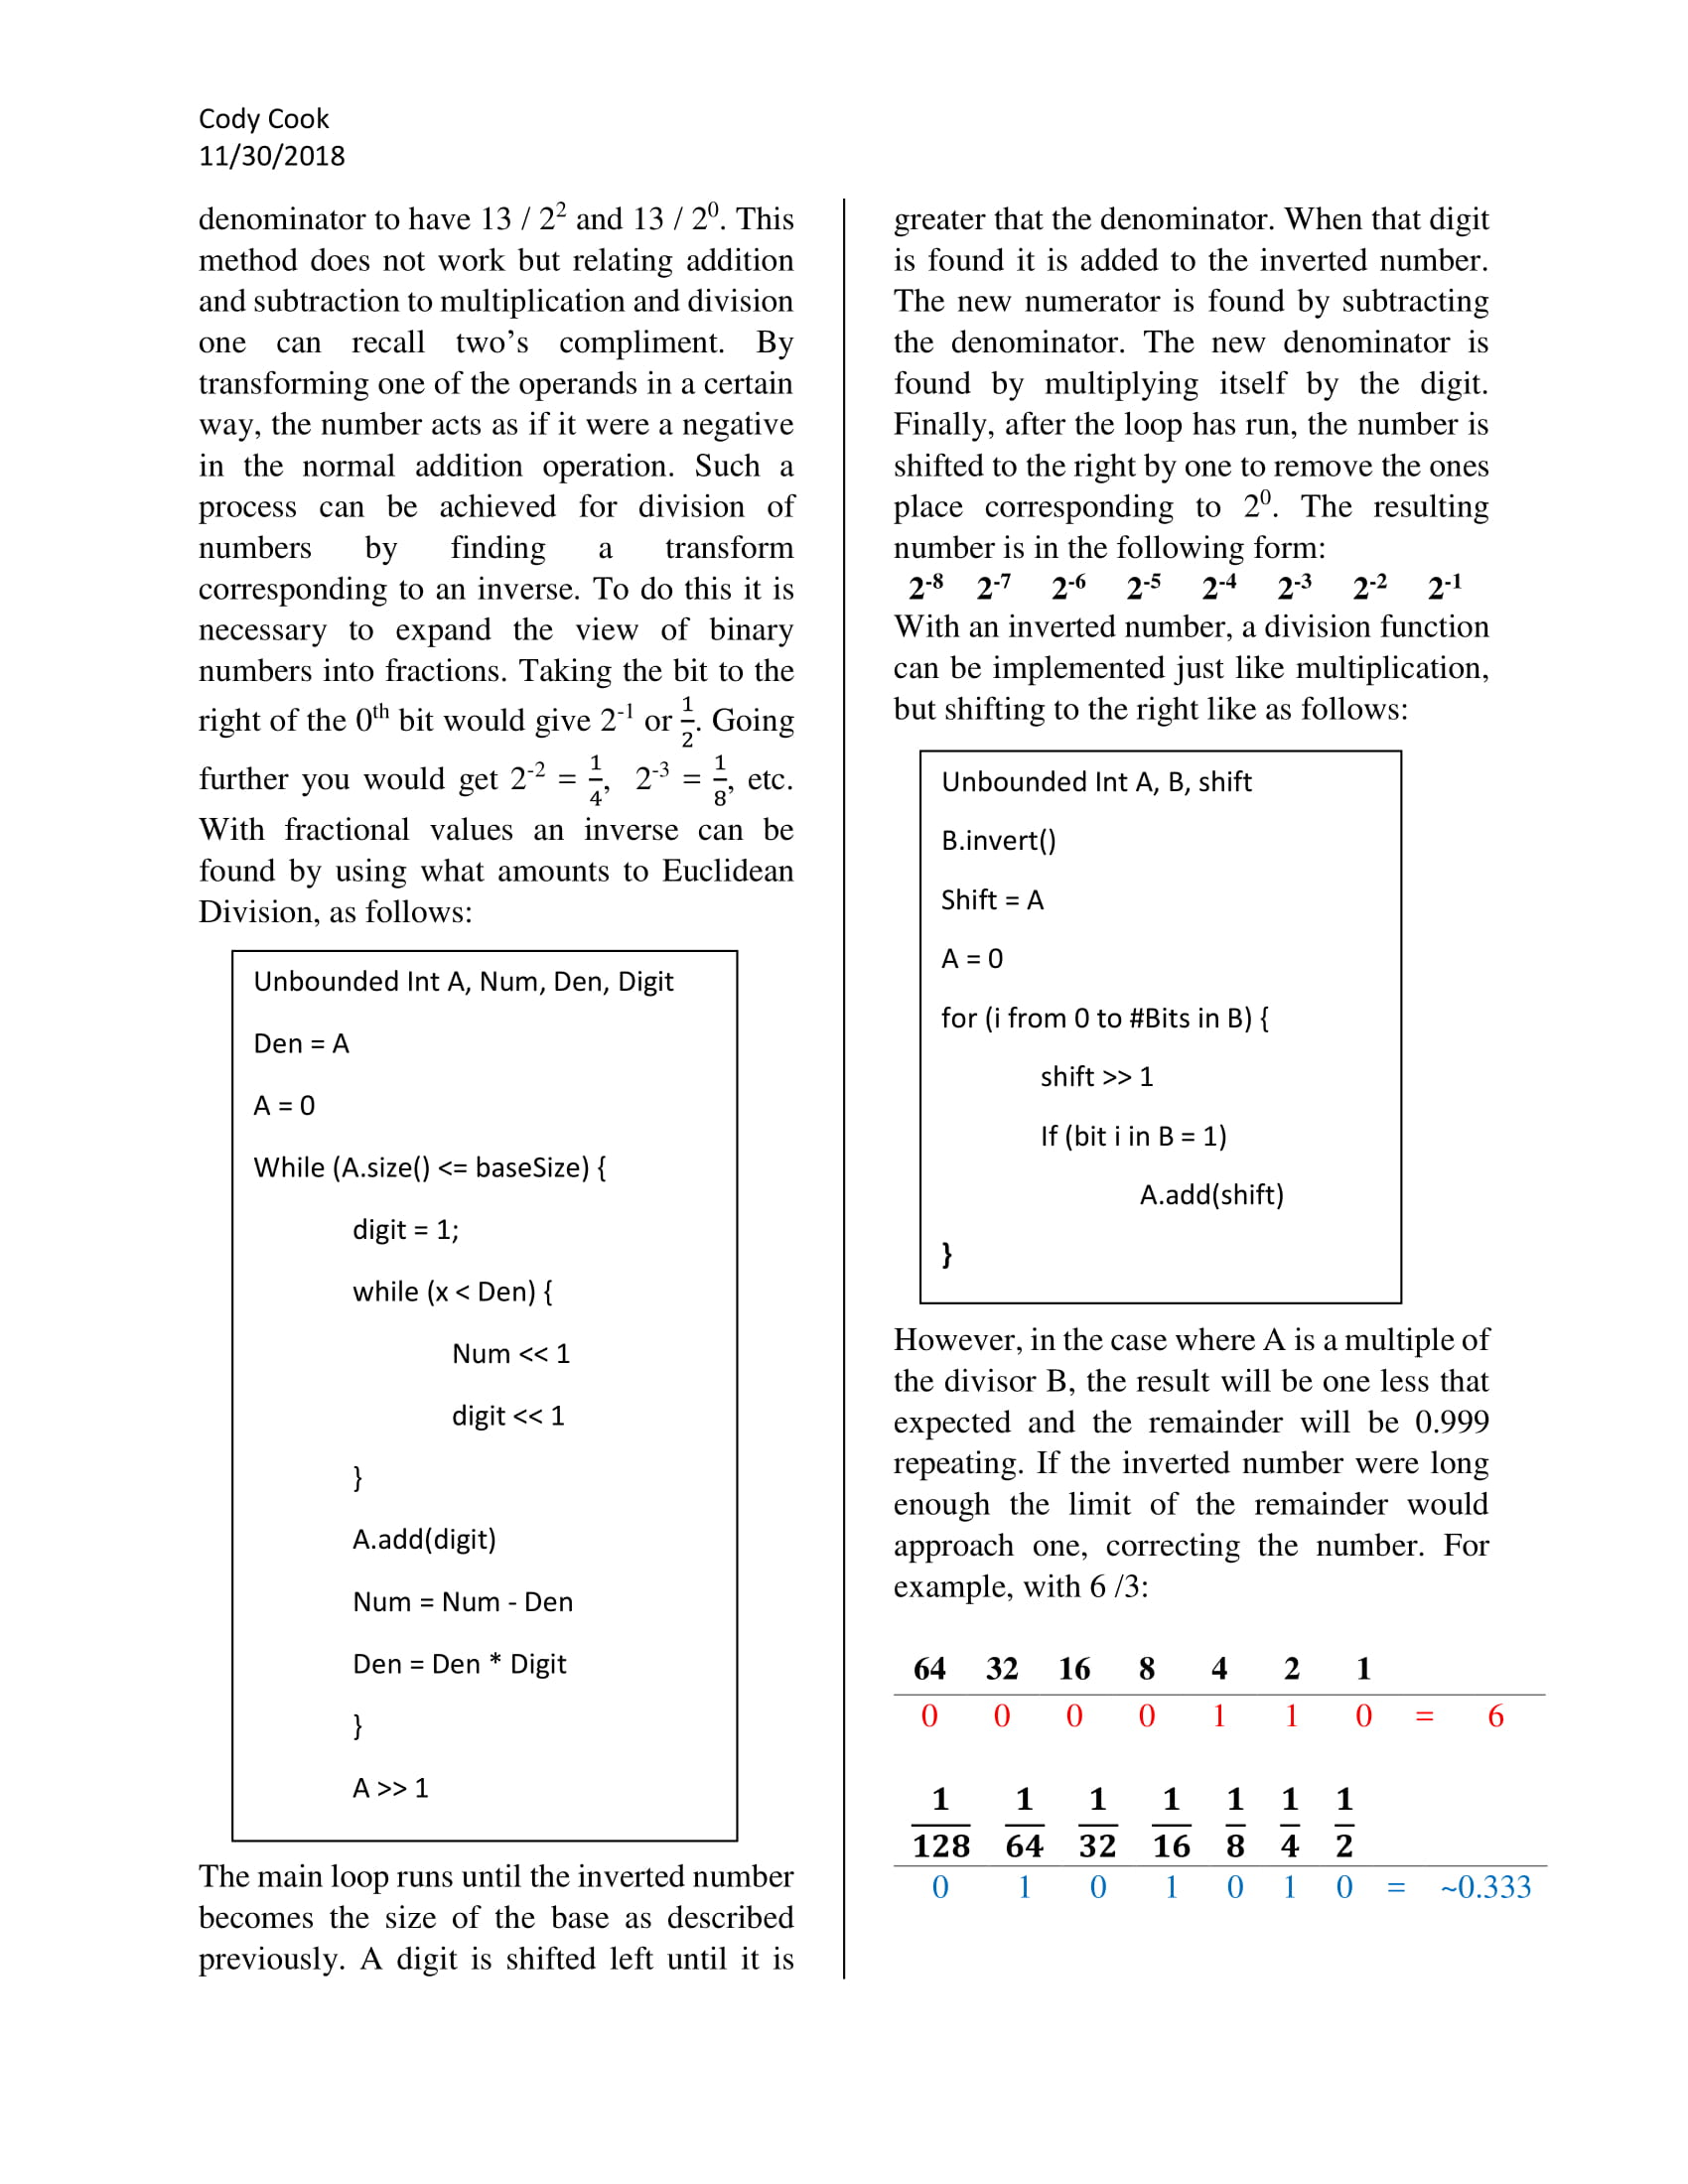 Cody Cook
11/30/2018
denominator to have 13 / 2² and 13 / 2⁰. This
method does not work but relating addition
and subtraction to multiplication and division
one can recall two’s compliment. By
transforming one of the operands in a certain
way, the number acts as if it were a negative
in the normal addition operation. Such a
process can be achieved for division of
numbers by finding a transform
corresponding to an inverse. To do this it is
necessary to expand the view of binary
numbers into fractions. Taking the bit to the
right of the 0th bit would give 2⁻¹ or 1/2. Going
further you would get 2⁻² = 1/4, 2⁻³ = 1/8, etc.
With fractional values an inverse can be
found by using what amounts to Euclidean
Division, as follows:
Unbounded Int A, Num, Den, Digit
Den = A
A = 0
While (A.size() <= baseSize) {
digit = 1;
while (x < Den) {
Num << 1
digit << 1
}
A.add(digit)
Num = Num - Den
Den = Den * Digit
}
A >> 1
The main loop runs until the inverted number
becomes the size of the base as described
previously. A digit is shifted left until it is
greater that the denominator. When that digit
is found it is added to the inverted number.
The new numerator is found by subtracting
the denominator. The new denominator is
found by multiplying itself by the digit.
Finally, after the loop has run, the number is
shifted to the right by one to remove the ones
place corresponding to 2⁰. The resulting
number is in the following form:
2⁻⁸ 2⁻⁷ 2⁻⁶ 2⁻⁵ 2⁻⁴ 2⁻³ 2⁻² 2⁻¹
With an inverted number, a division function
can be implemented just like multiplication,
but shifting to the right like as follows:
Unbounded Int A, B, shift
B.invert()
Shift = A
A = 0
for (i from 0 to #Bits in B) {
shift >> 1
If (bit i in B = 1)
A.add(shift)
}
However, in the case where A is a multiple of
the divisor B, the result will be one less that
expected and the remainder will be 0.999
repeating. If the inverted number were long
enough the limit of the remainder would
approach one, correcting the number. For
example, with 6 /3:
64 32 16 8 4 2 1
0 0 0 0 1 1 0 = 6
1/128 1/64 1/32 1/16 1/8 1/4 1/2
0 1 0 1 0 1 0 = ~0.333